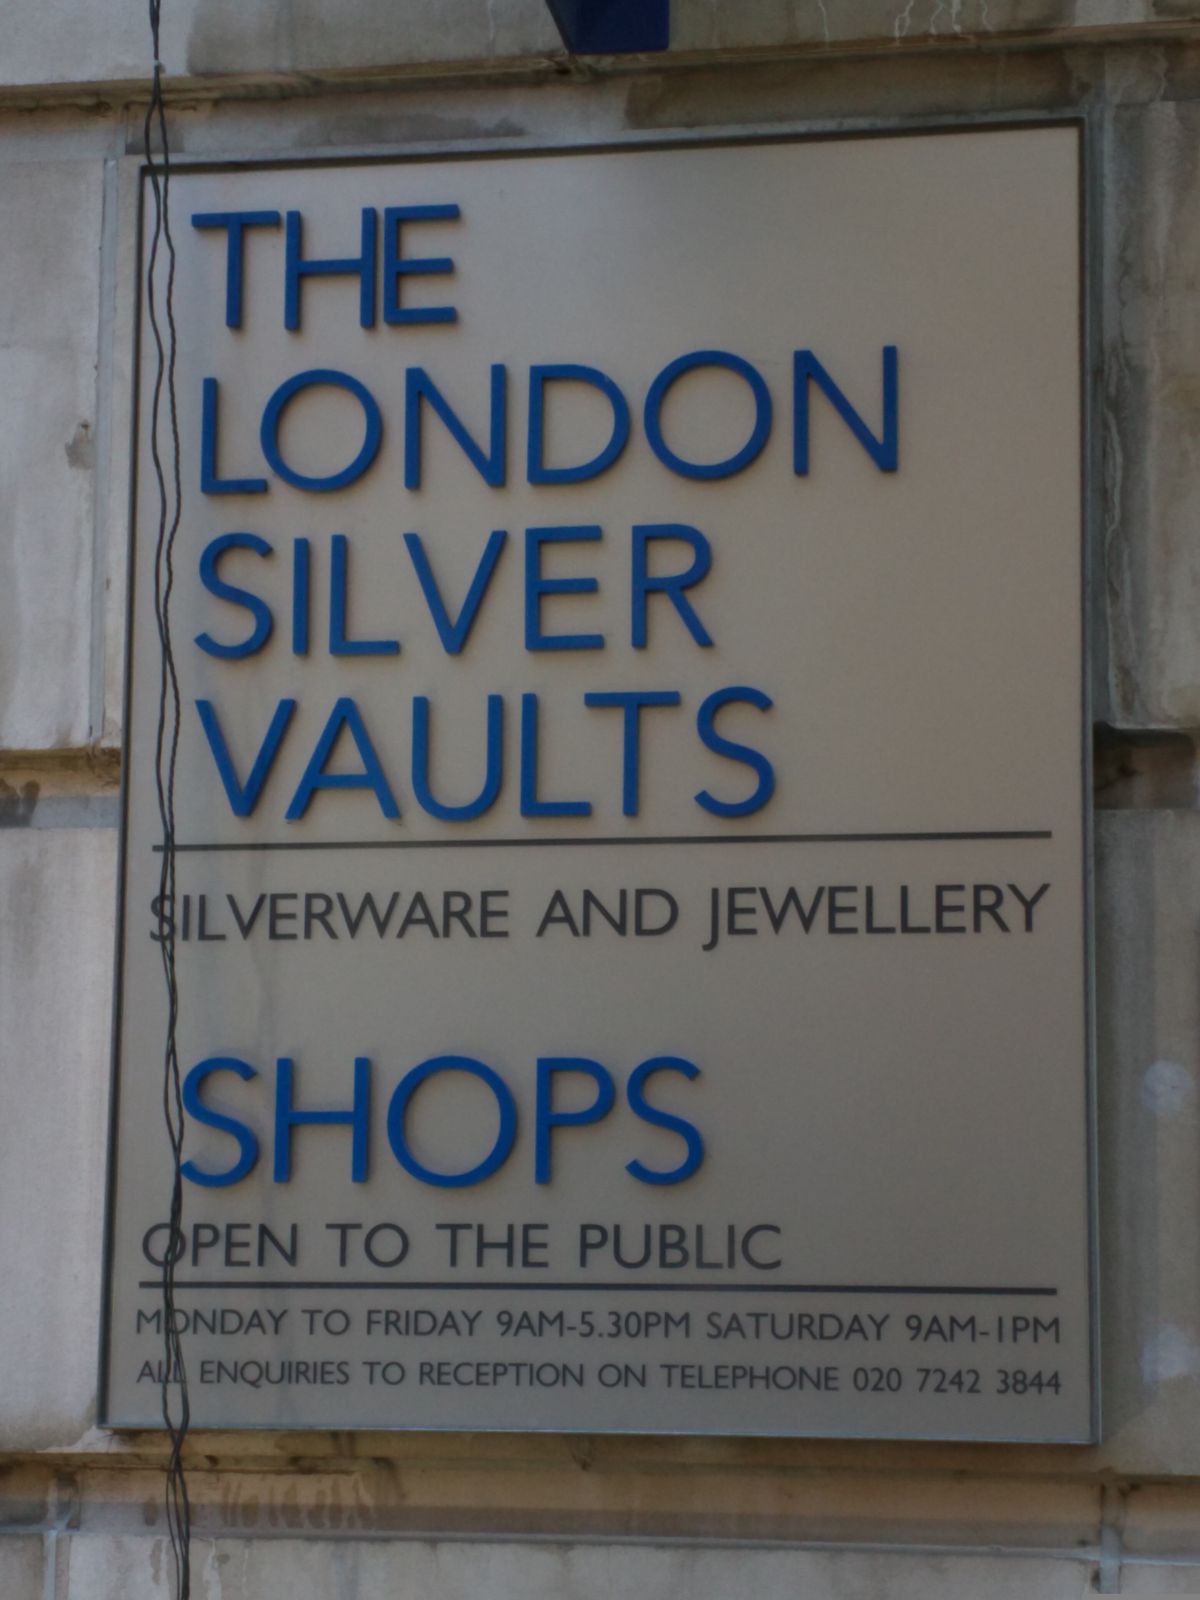 THE
LONDON
SILVER
VAULTS
SILVERWARE AND JEWELLERY
SHOPS
OPEN TO THE PUBLIC
MONDAY TO FRIDAY 9AM-5.30PM SATURDAY 9AM-1PM
ALL ENQUIRIES TO RECEPTION ON TELEPHONE 020 7242 3844